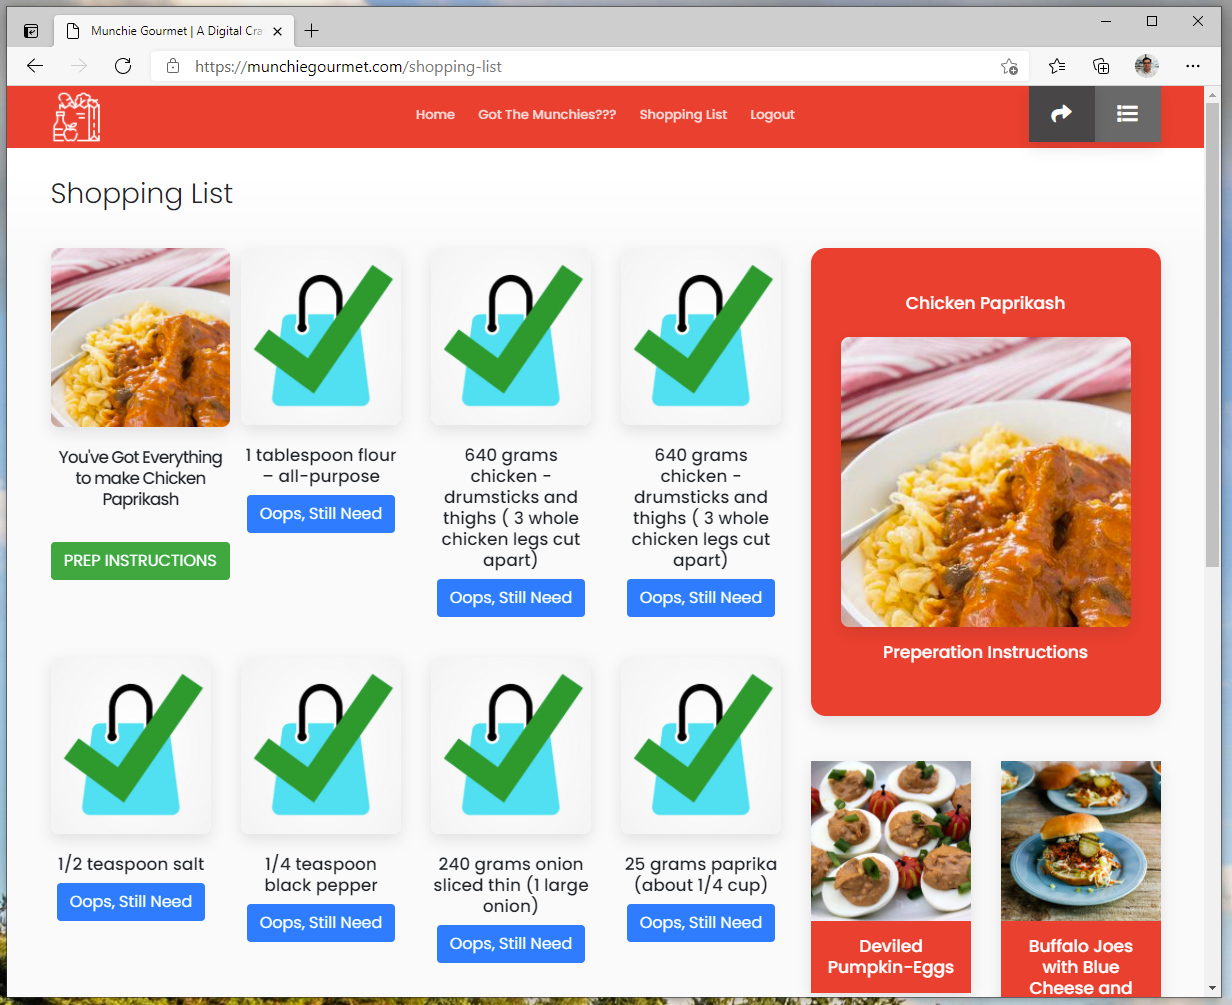 Munchie Gourmet | A Digital Cra
https://munchiegourmet.com/shopping-list
Home
Got The Munchies???
Shopping List
Logout
Shopping List
You've Got Everything
to make Chicken
Paprikash
PREP INSTRUCTIONS
1 tablespoon flour
– all-purpose
Oops, Still Need
640 grams
chicken -
drumsticks and
thighs ( 3 whole
chicken legs cut
apart)
Oops, Still Need
640 grams
chicken -
drumsticks and
thighs ( 3 whole
chicken legs cut
apart)
Oops, Still Need
Chicken Paprikash
Preperation Instructions
1/2 teaspoon salt
Oops, Still Need
1/4 teaspoon
black pepper
Oops, Still Need
240 grams onion
sliced thin (1 large
onion)
Oops, Still Need
25 grams paprika
(about 1/4 cup)
Oops, Still Need
Deviled
Pumpkin-Eggs
Buffalo Joes
with Blue
Cheese and